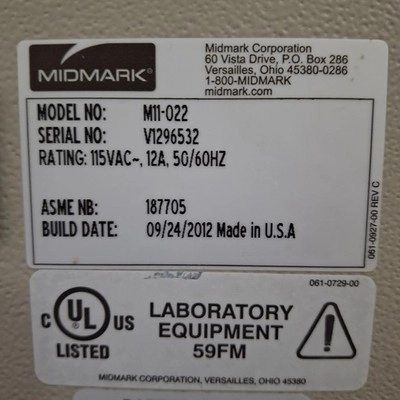 MIDMARK
Midmark Corporation
60 Vista Drive, P.O. Box 286
Versailles, Ohio 45380-0286
1-800-MIDMARK
midmark.com
MODEL NO: M11-022
SERIAL NO: V1296532
RATING: 115VAC~, 12A, 50/60HZ
ASME NB: 187705
BUILD DATE: 09/24/2012 Made in U.S.A
061-0927-00 REV C
061-0729-00
C UL US
LISTED
LABORATORY
EQUIPMENT
59FM
MIDMARK CORPORATION, VERSAILLES, OHIO 45380